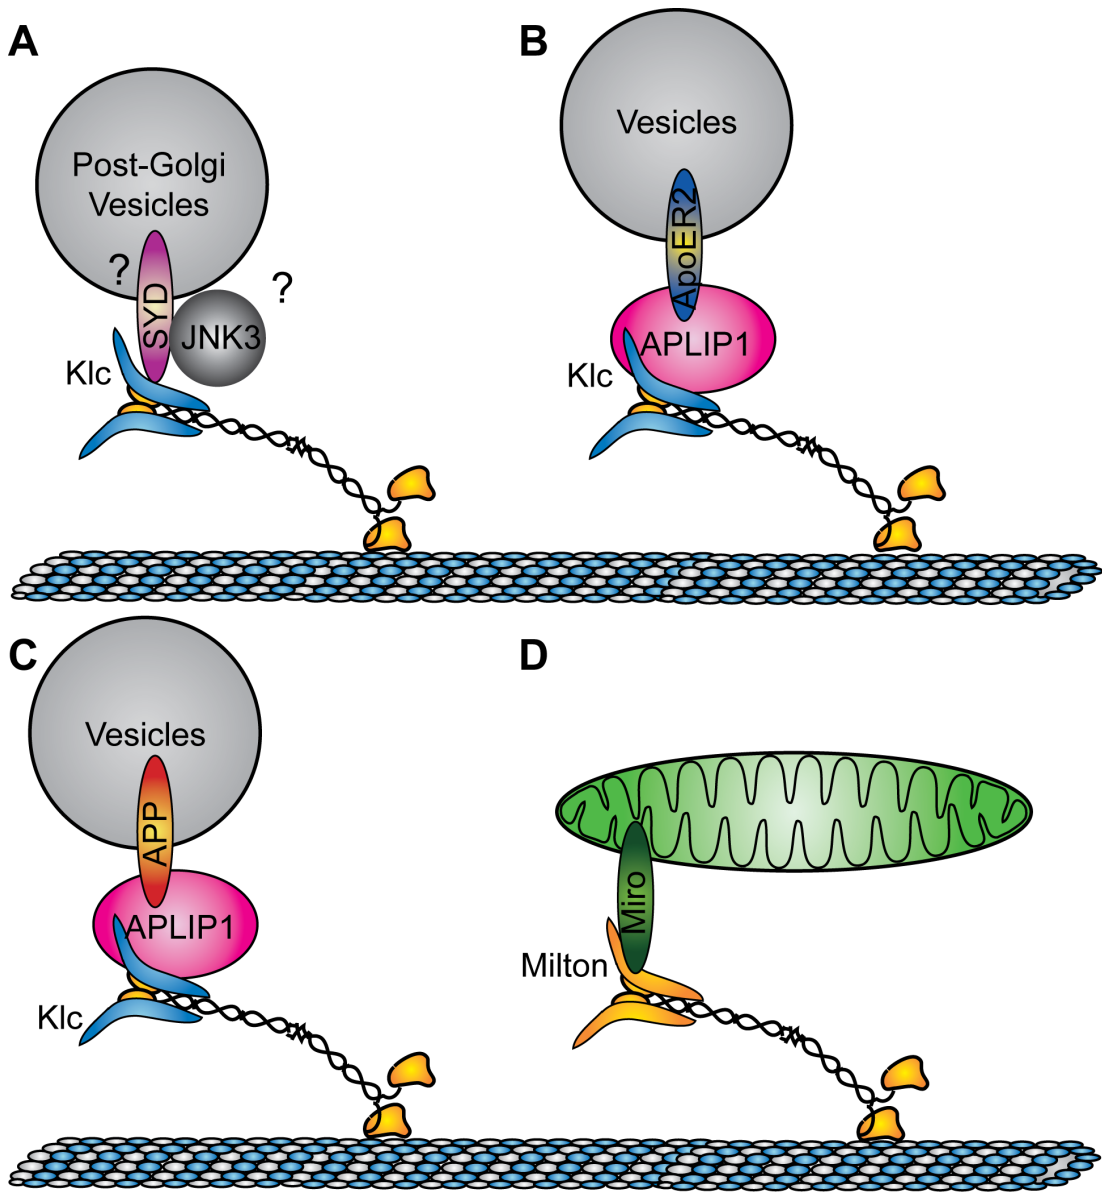 A
Post-Golgi
Vesicles
?
?
SYD
JNK3
Klc
B
Vesicles
ApoER2
APLIP1
Klc
C
Vesicles
APP
APLIP1
Klc
D
Miro
Milton